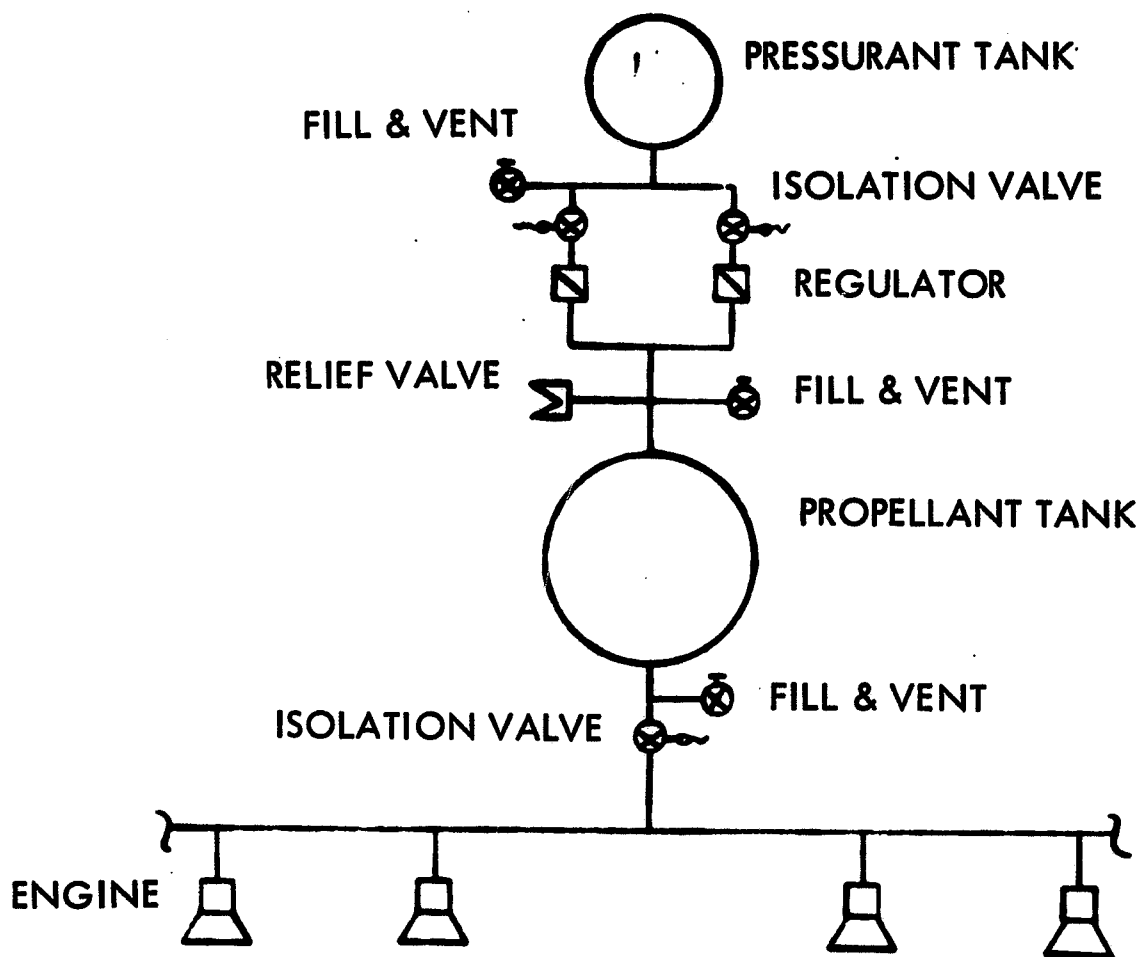 PRESSURANT TANK
FILL & VENT
ISOLATION VALVE
REGULATOR
RELIEF VALVE
FILL & VENT
PROPELLANT TANK
FILL & VENT
ISOLATION VALVE
ENGINE